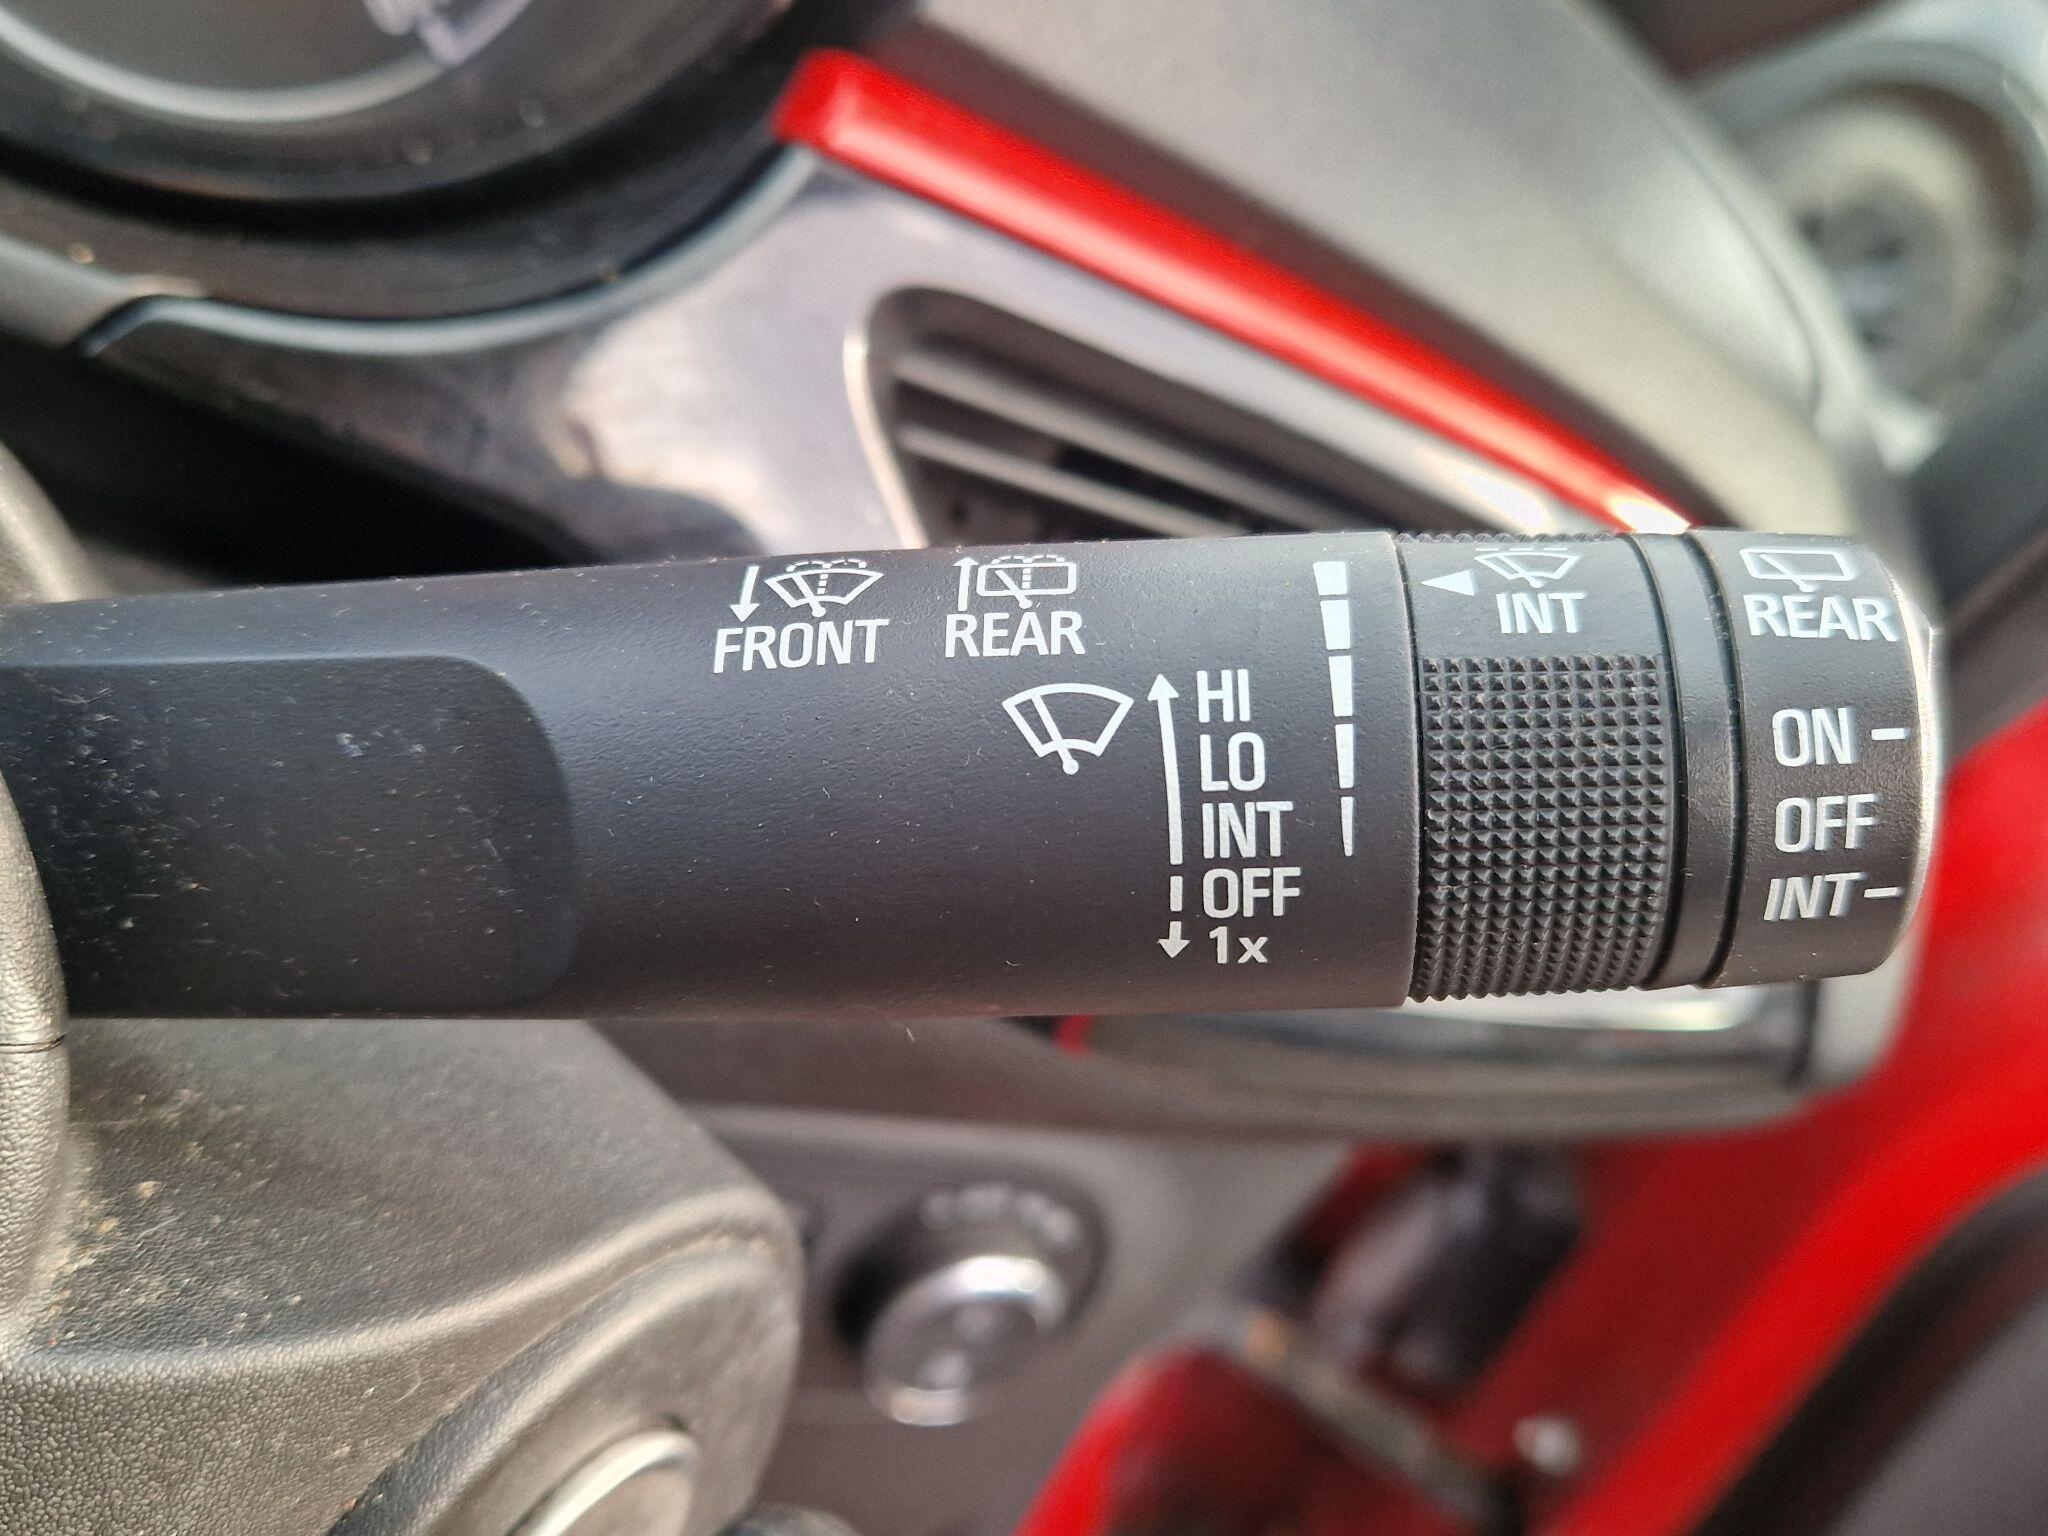 FRONT
REAR
HI
LO
INT
OFF
1x
INT
REAR
ON
OFF
INT